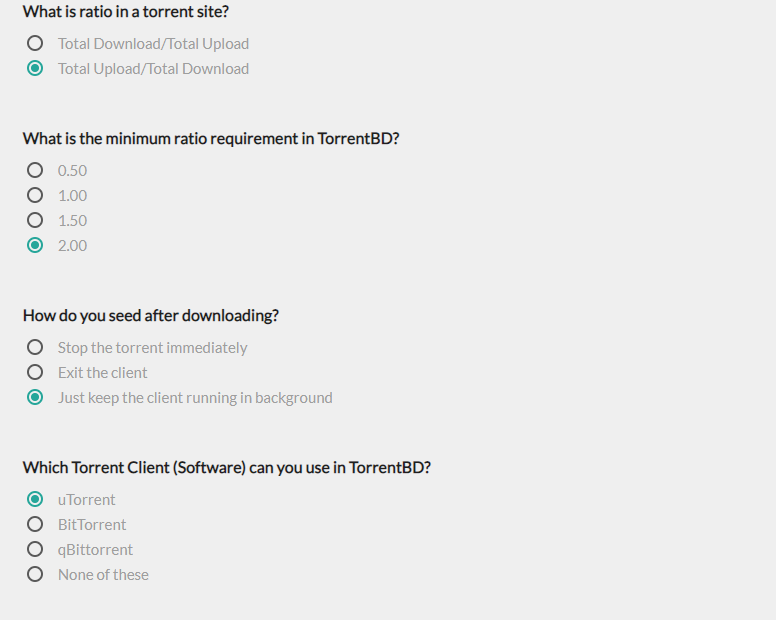 What is ratio in a torrent site?
Total Download/Total Upload
Total Upload/Total Download
What is the minimum ratio requirement in TorrentBD?
0.50
1.00
1.50
2.00
How do you seed after downloading?
Stop the torrent immediately
Exit the client
Just keep the client running in background
Which Torrent Client (Software) can you use in TorrentBD?
uTorrent
BitTorrent
qBittorrent
None of these